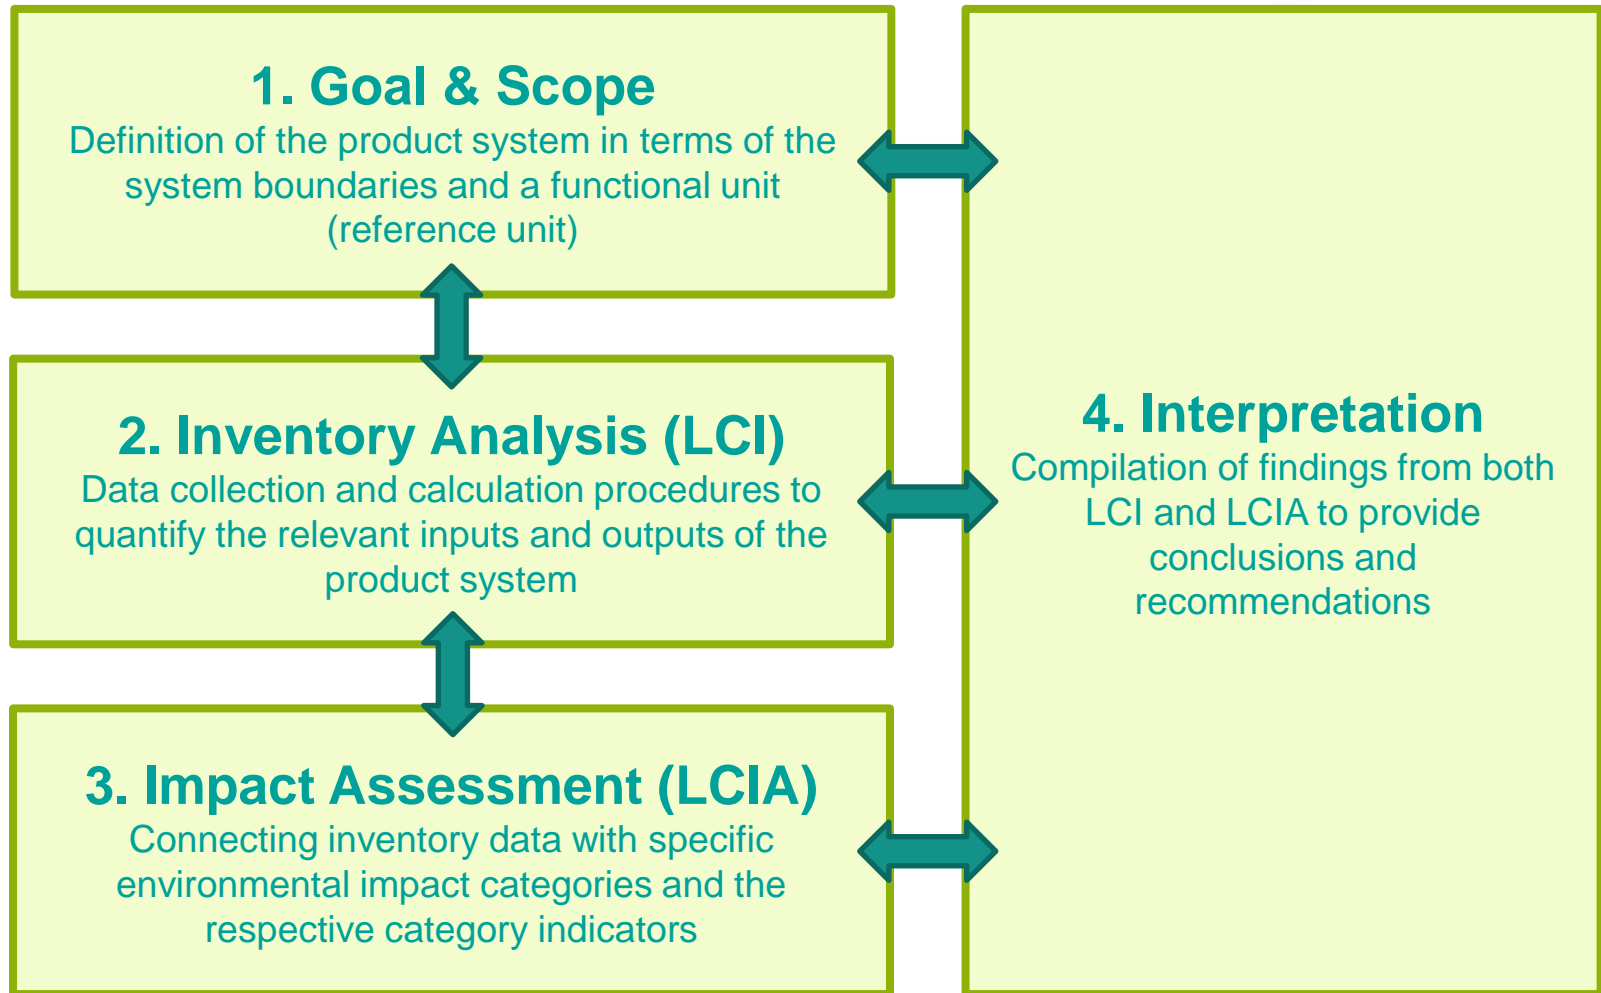 1. Goal & Scope
Definition of the product system in terms of the
system boundaries and a functional unit
(reference unit)
2. Inventory Analysis (LCI)
Data collection and calculation procedures to
quantify the relevant inputs and outputs of the
product system
3. Impact Assessment (LCIA)
Connecting inventory data with specific
environmental impact categories and the
respective category indicators
4. Interpretation
Compilation of findings from both
LCI and LCIA to provide
conclusions and
recommendations